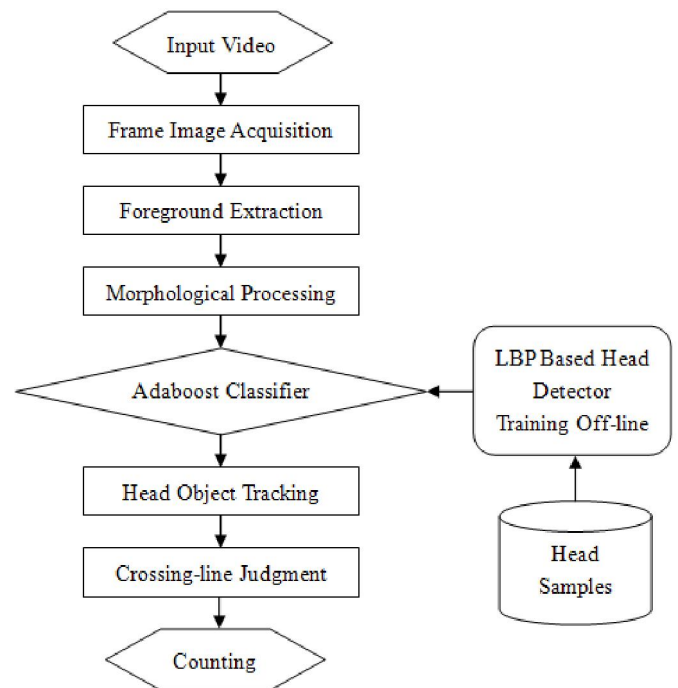 Input Video
Frame Image Acquisition
Foreground Extraction
Morphological Processing
Adaboost Classifier
LBP Based Head
Detector
Training Off-line
Head Object Tracking
Head
Samples
Crossing-line Judgment
Counting